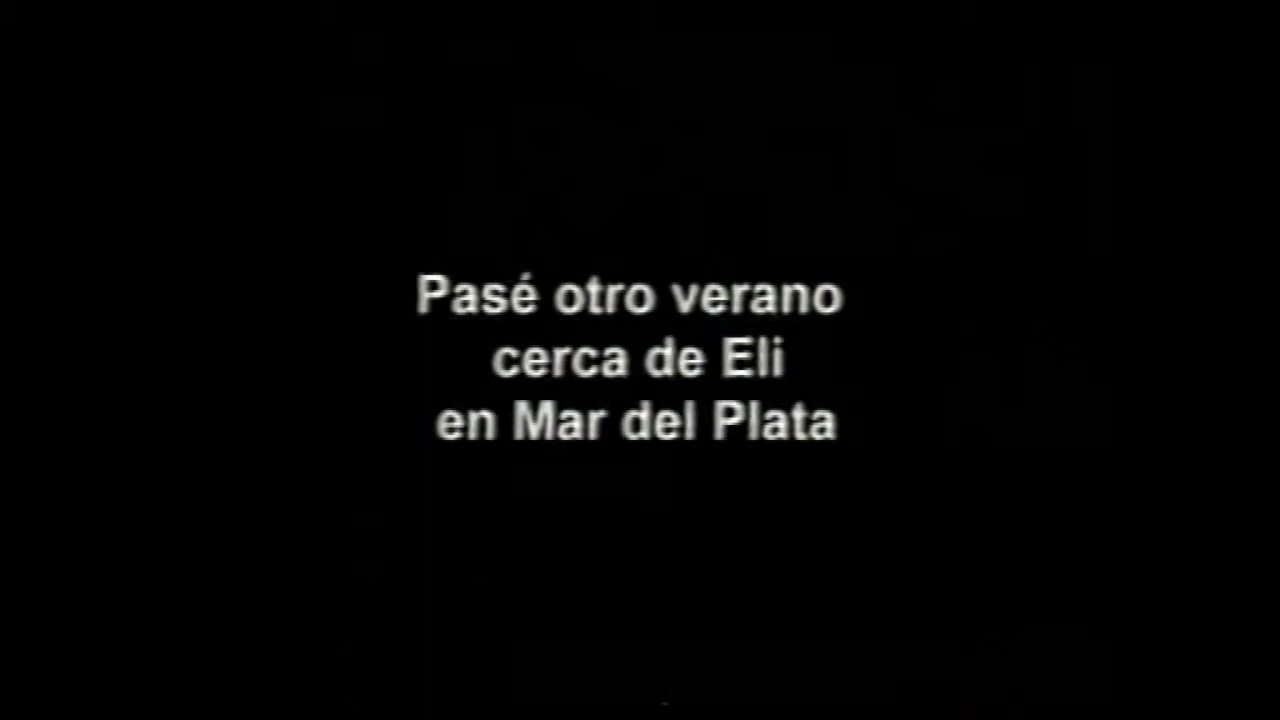 Pasé otro verano
cerca de Eli
en Mar del Plata